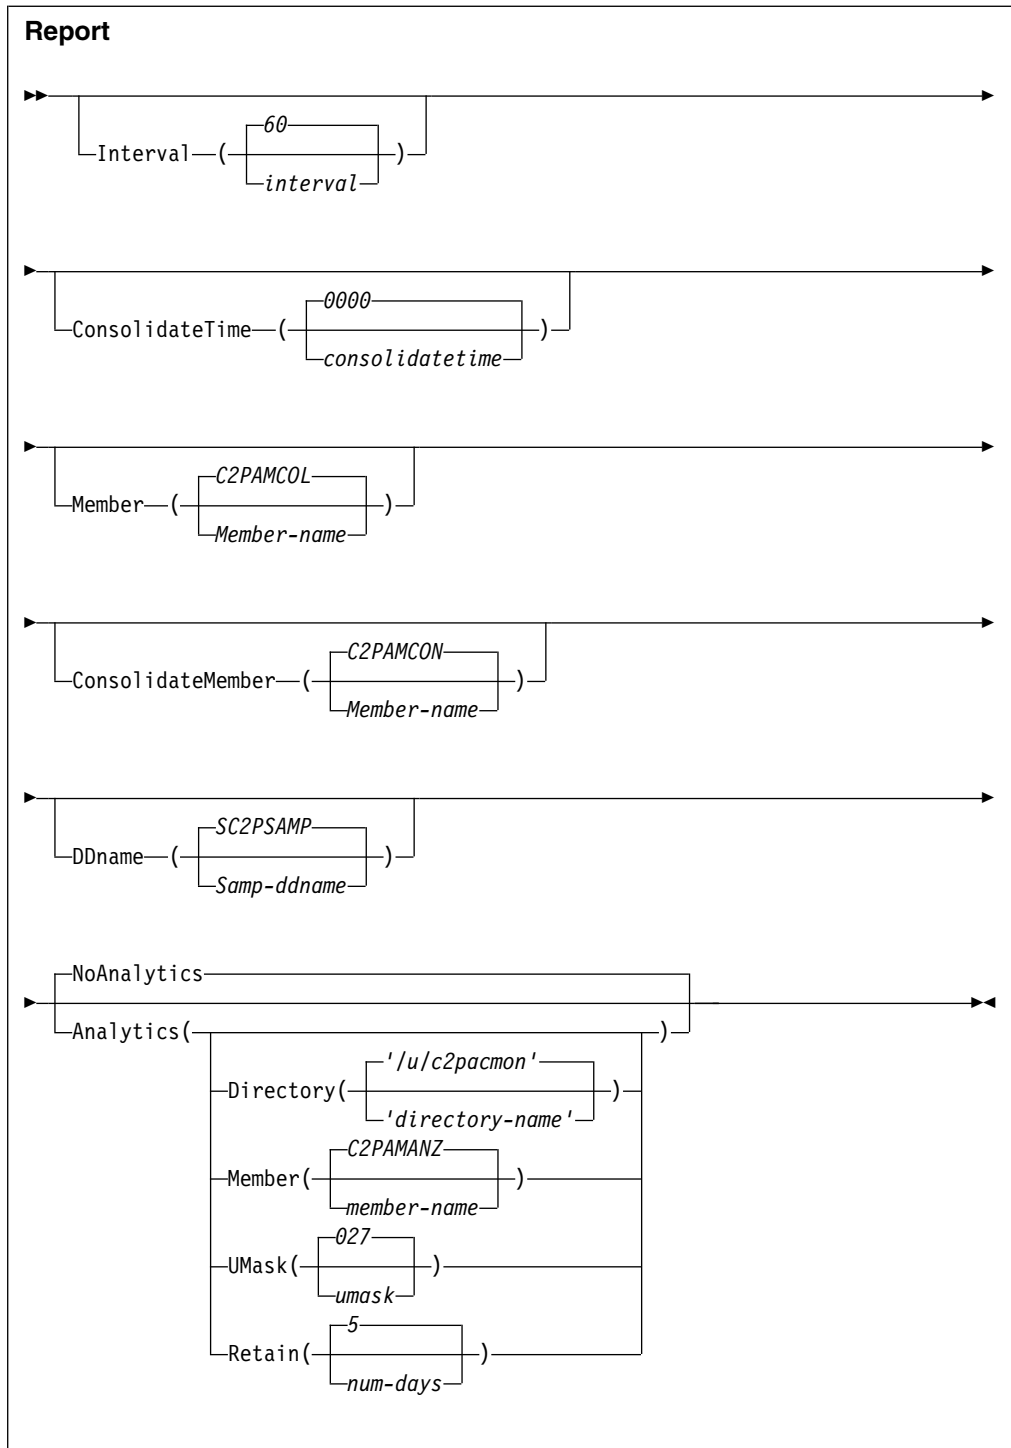 Report
60
Interval ( )
interval
0000
ConsolidateTime ( )
consolidatetime
C2PAMCOL
Member ( )
Member-name
C2PAMCON
ConsolidateMember ( )
Member-name
SC2PSAMP
DDname ( )
Samp-ddname
NoAnalytics
Analytics( )
'/u/c2pacmon'
Directory( )
'directory-name'
C2PAMANZ
Member( )
member-name
027
UMask( )
umask
5
Retain( )
num-days